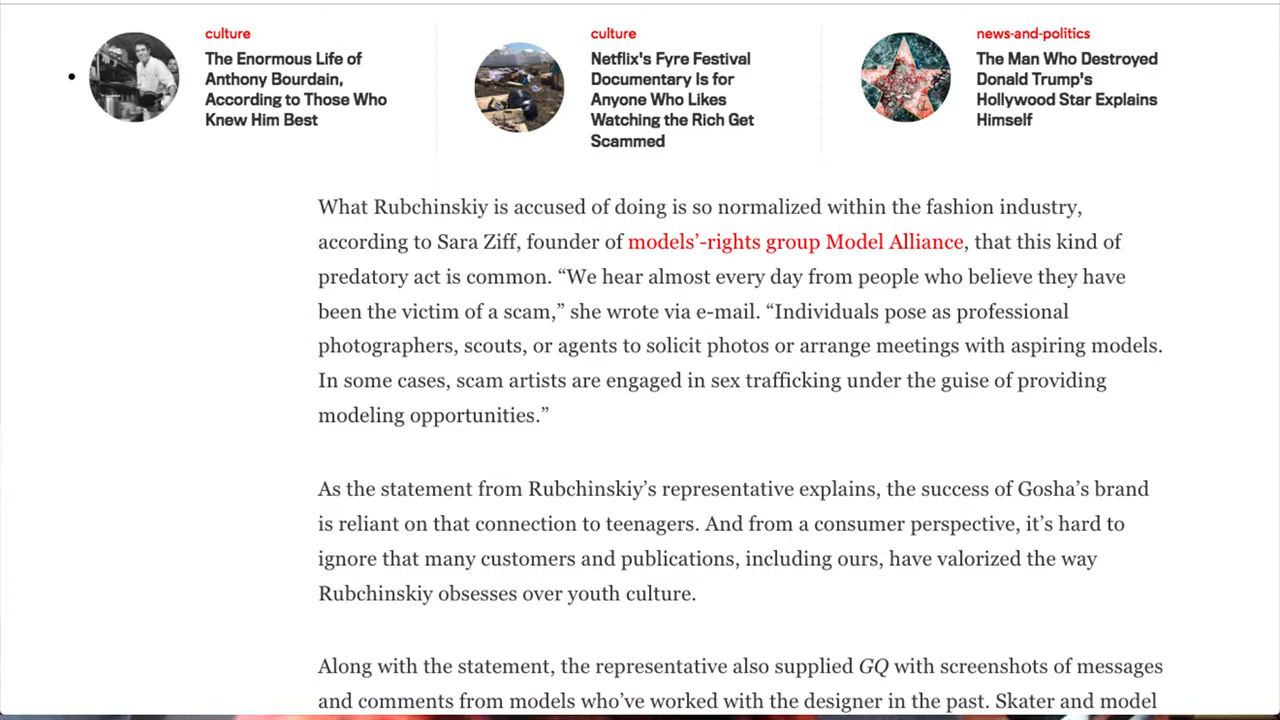 culture
The Enormous Life of
Anthony Bourdain,
According to Those Who
Knew Him Best
culture
Netflix's Fyre Festival
Documentary Is for
Anyone Who Likes
Watching the Rich Get
Scammed
news-and-politics
The Man Who Destroyed
Donald Trump's
Hollywood Star Explains
Himself
What Rubchinskiy is accused of doing is so normalized within the fashion industry,
according to Sara Ziff, founder of models’-rights group Model Alliance, that this kind of
predatory act is common. “We hear almost every day from people who believe they have
been the victim of a scam,” she wrote via e-mail. “Individuals pose as professional
photographers, scouts, or agents to solicit photos or arrange meetings with aspiring models.
In some cases, scam artists are engaged in sex trafficking under the guise of providing
modeling opportunities.”
As the statement from Rubchinskiy’s representative explains, the success of Gosha’s brand
is reliant on that connection to teenagers. And from a consumer perspective, it’s hard to
ignore that many customers and publications, including ours, have valorized the way
Rubchinskiy obsesses over youth culture.
Along with the statement, the representative also supplied GQ with screenshots of messages
and comments from models who’ve worked with the designer in the past. Skater and model